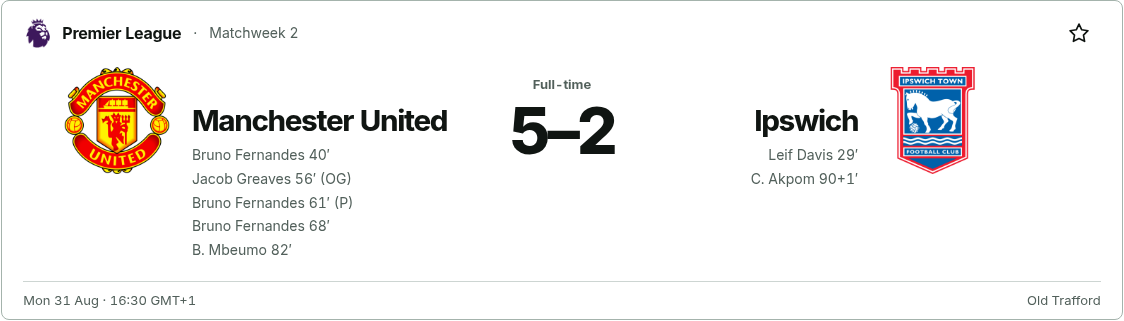 Premier League · Matchweek 2
Full-time
MANCHESTER
UNITED
Manchester United
5–2
Ipswich
IPSWICH TOWN
FOOTBALL CLUB
Bruno Fernandes 40′
Jacob Greaves 56′ (OG)
Bruno Fernandes 61′ (P)
Bruno Fernandes 68′
B. Mbeumo 82′
Leif Davis 29′
C. Akpom 90+1′
Mon 31 Aug · 16:30 GMT+1
Old Trafford